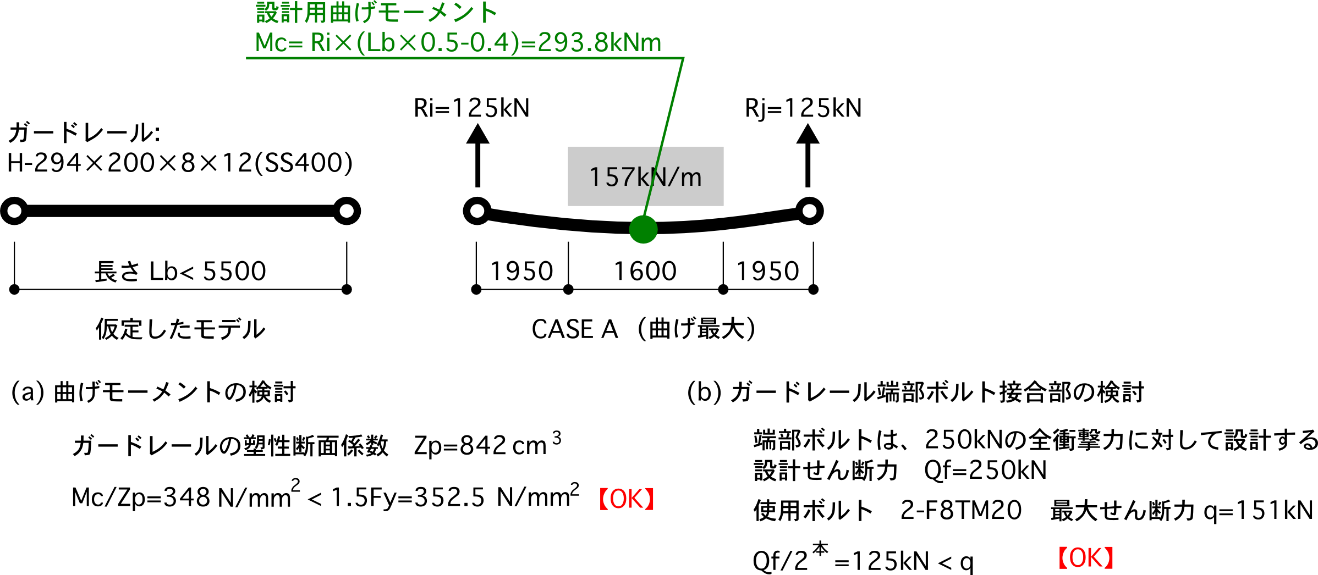 設計用曲げモーメント
Mc= Ri×(Lb×0.5-0.4)=293.8kNm
Ri=125kN
Rj=125kN
ガードレール:
H-294×200×8×12(SS400)
157kN/m
長さ Lb< 5500
1950
1600
1950
仮定したモデル
CASE A （曲げ最大）
(a) 曲げモーメントの検討
ガードレールの塑性断面係数　Zp=842 cm³
Mc/Zp=348 N/mm² < 1.5Fy=352.5 N/mm² 【OK】
(b) ガードレール端部ボルト接合部の検討
端部ボルトは、250kNの全衝撃力に対して設計する
設計せん断力　Qf=250kN
使用ボルト　2-F8TM20　最大せん断力 q=151kN
Qf/2本=125kN < q 【OK】